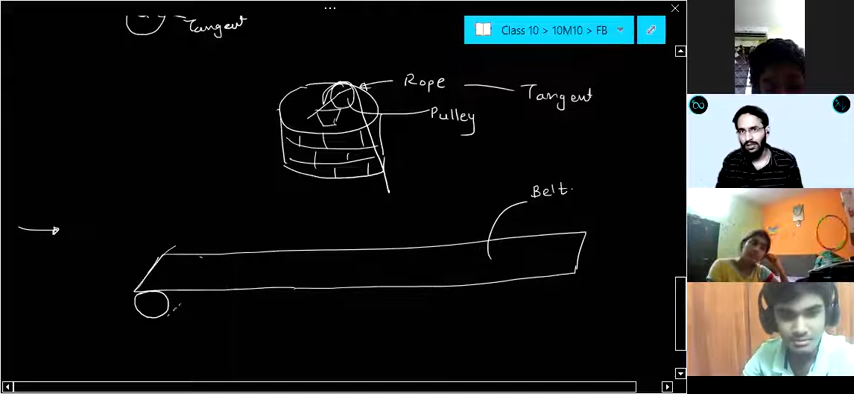 Class 10 > 10M10 > FB
Tangent
Rope
Tangent
Pulley
Belt.